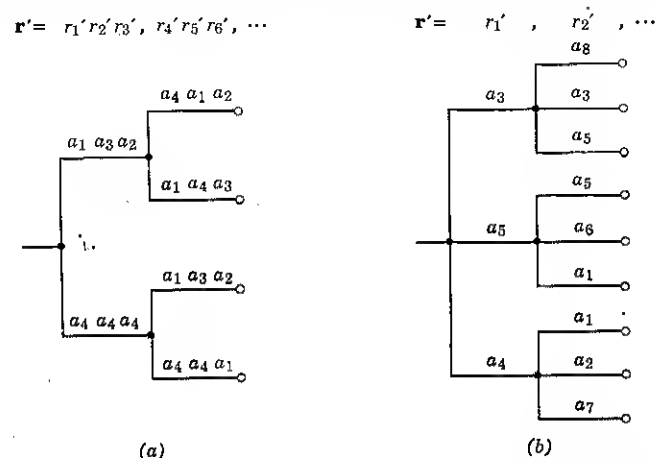 r′ = r₁′ r₂′ r₃′ , r₄′ r₅′ r₆′ , ⋯
a₄ a₁ a₂
a₁ a₃ a₂
a₁ a₄ a₃
a₁ a₃ a₂
a₄ a₄ a₄
a₄ a₄ a₁
(a)
r′ = r₁′ , r₂′ , ⋯
a₈
a₃ a₃
a₅
a₅
a₅ a₆
a₁
a₁
a₄ a₂
a₇
(b)